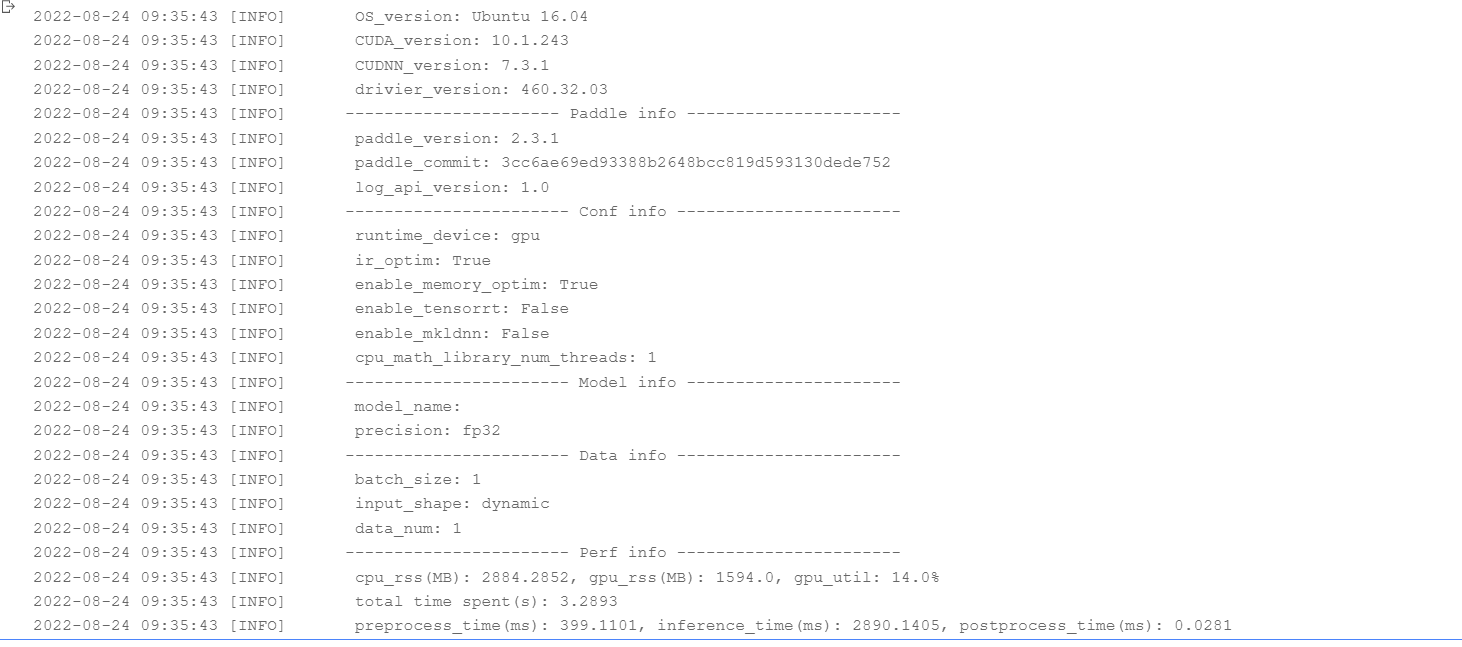 2022-08-24 09:35:43 [INFO] OS_version: Ubuntu 16.04
2022-08-24 09:35:43 [INFO] CUDA_version: 10.1.243
2022-08-24 09:35:43 [INFO] CUDNN_version: 7.3.1
2022-08-24 09:35:43 [INFO] drivier_version: 460.32.03
2022-08-24 09:35:43 [INFO] ---------------------- Paddle info ----------------------
2022-08-24 09:35:43 [INFO] paddle_version: 2.3.1
2022-08-24 09:35:43 [INFO] paddle_commit: 3cc6ae69ed93388b2648bcc819d593130dede752
2022-08-24 09:35:43 [INFO] log_api_version: 1.0
2022-08-24 09:35:43 [INFO] ----------------------- Conf info -----------------------
2022-08-24 09:35:43 [INFO] runtime_device: gpu
2022-08-24 09:35:43 [INFO] ir_optim: True
2022-08-24 09:35:43 [INFO] enable_memory_optim: True
2022-08-24 09:35:43 [INFO] enable_tensorrt: False
2022-08-24 09:35:43 [INFO] enable_mkldnn: False
2022-08-24 09:35:43 [INFO] cpu_math_library_num_threads: 1
2022-08-24 09:35:43 [INFO] ----------------------- Model info ----------------------
2022-08-24 09:35:43 [INFO] model_name:
2022-08-24 09:35:43 [INFO] precision: fp32
2022-08-24 09:35:43 [INFO] ----------------------- Data info -----------------------
2022-08-24 09:35:43 [INFO] batch_size: 1
2022-08-24 09:35:43 [INFO] input_shape: dynamic
2022-08-24 09:35:43 [INFO] data_num: 1
2022-08-24 09:35:43 [INFO] ----------------------- Perf info -----------------------
2022-08-24 09:35:43 [INFO] cpu_rss(MB): 2884.2852, gpu_rss(MB): 1594.0, gpu_util: 14.0%
2022-08-24 09:35:43 [INFO] total time spent(s): 3.2893
2022-08-24 09:35:43 [INFO] preprocess_time(ms): 399.1101, inference_time(ms): 2890.1405, postprocess_time(ms): 0.0281